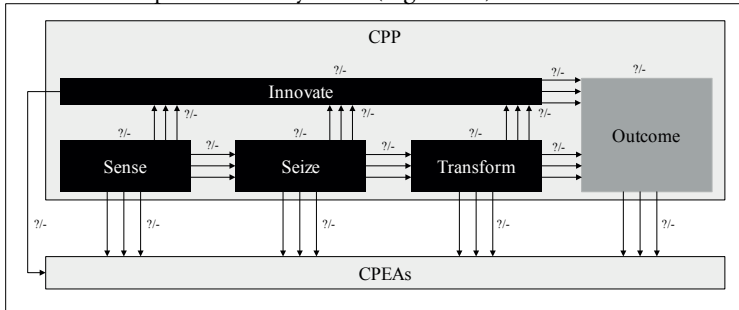 CPP
?/-
?/-
?/-
Innovate
?/-
?/-
?/-
?/-
?/-
?/-
?/-
?/-
?/-
?/-
Sense
Seize
Transform
Outcome
?/-
?/-
?/-
?/-
?/-
CPEAs